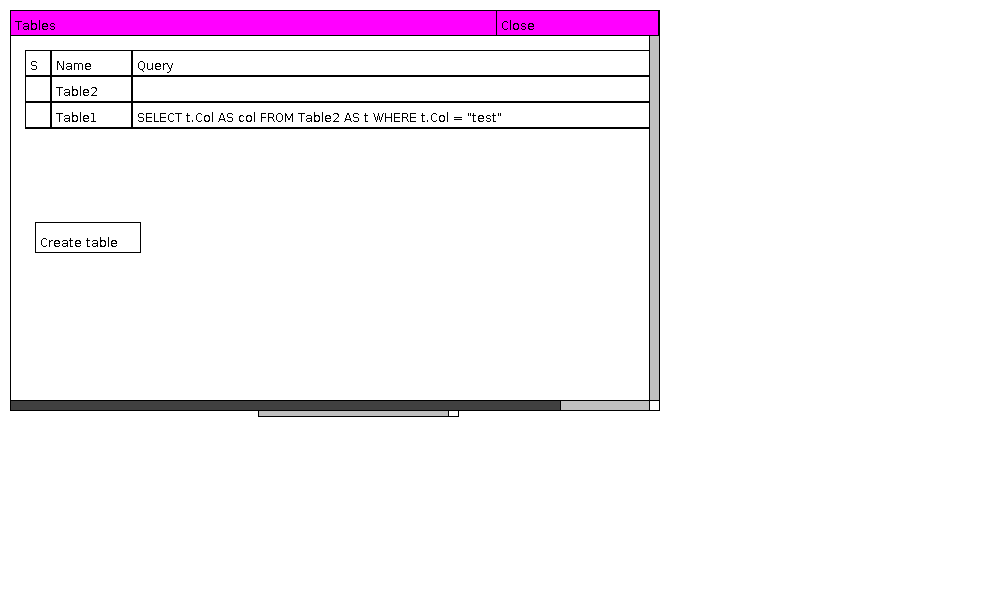 Tables Close
S Name Query
Table2
Table1 SELECT t.Col AS col FROM Table2 AS t WHERE t.Col = "test"
Create table